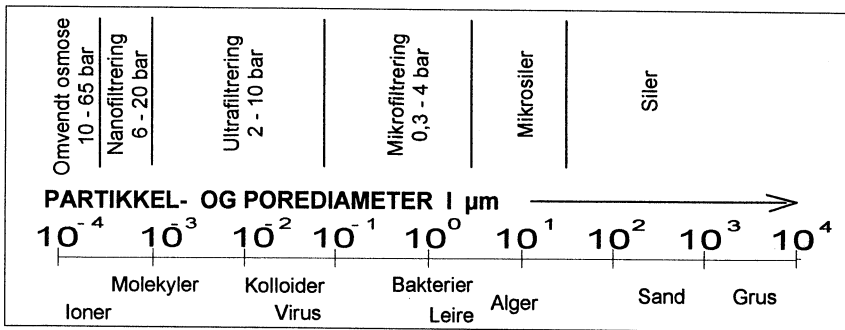 Omvendt osmose
10 - 65 bar
Nanofiltrering
6 - 20 bar
Ultrafiltrering
2 - 10 bar
Mikrofiltrering
0,3 - 4 bar
Mikrosiler
Siler
PARTIKKEL- OG POREDIAMETER I µm
10⁻⁴ 10⁻³ 10² 10⁻¹ 10⁰ 10¹ 10² 10³ 10⁴
Molekyler Kolloider Bakterier
Ioner Virus Leire Alger Sand Grus